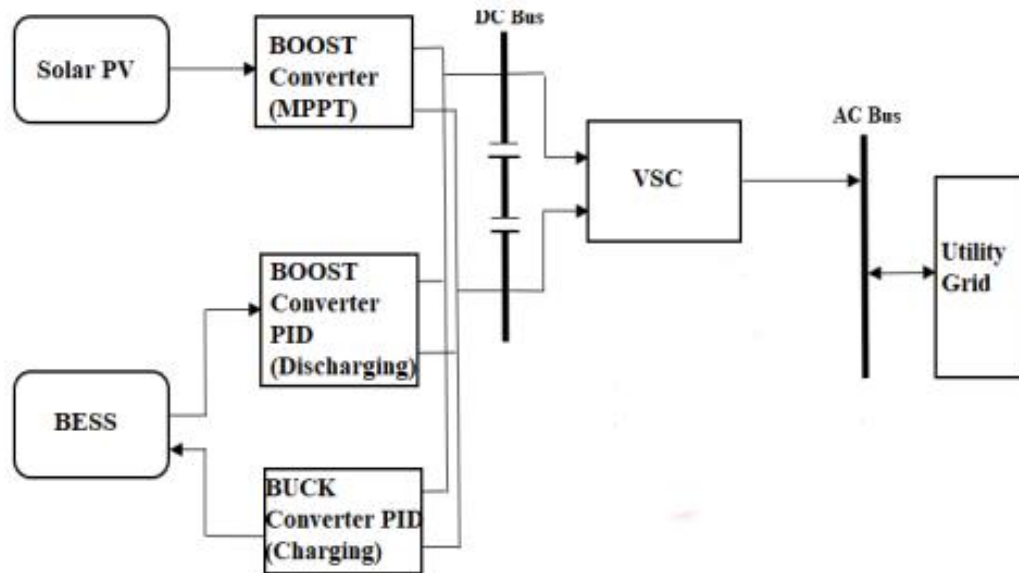 DC Bus
Solar PV
BOOST
Converter
(MPPT)
AC Bus
VSC
BOOST
Converter
PID
(Discharging)
Utility
Grid
BESS
BUCK
Converter PID
(Charging)